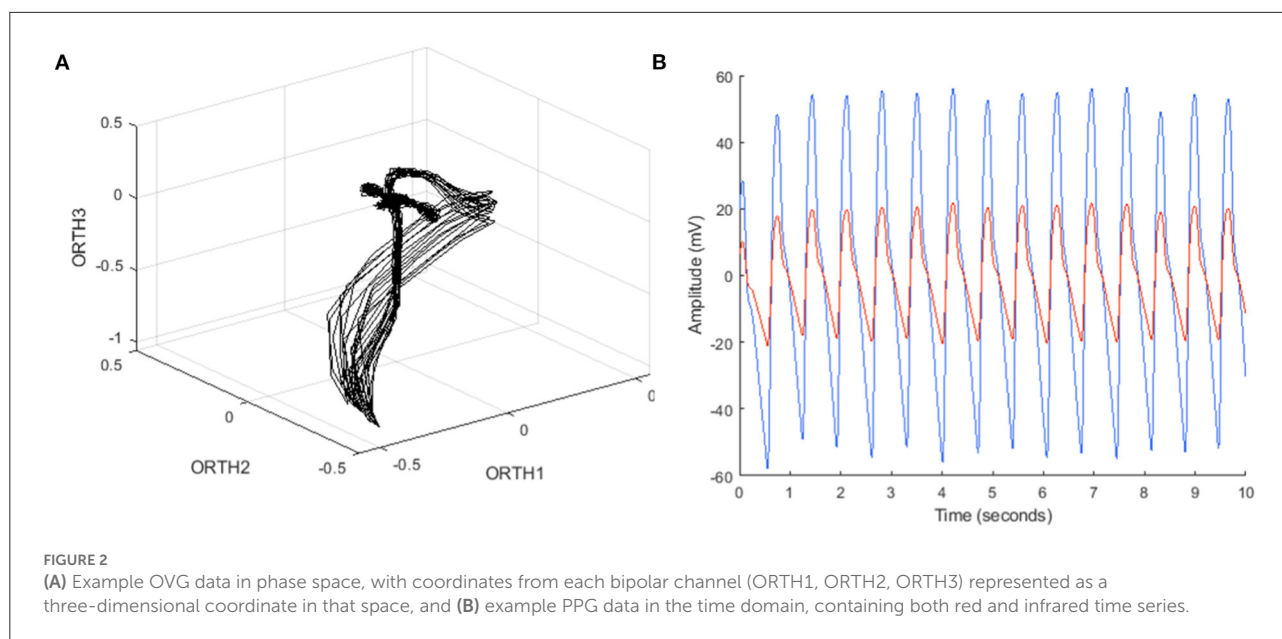 A
0.5
0
ORTH3
-0.5
-1
0.5
0
ORTH2
-0.5
-0.5
0
ORTH1
0
B
60
40
20
0
-20
-40
-60
Amplitude (mV)
0 1 2 3 4 5 6 7 8 9 10
Time (seconds)
FIGURE 2
(A) Example OVG data in phase space, with coordinates from each bipolar channel (ORTH1, ORTH2, ORTH3) represented as a
three-dimensional coordinate in that space, and (B) example PPG data in the time domain, containing both red and infrared time series.